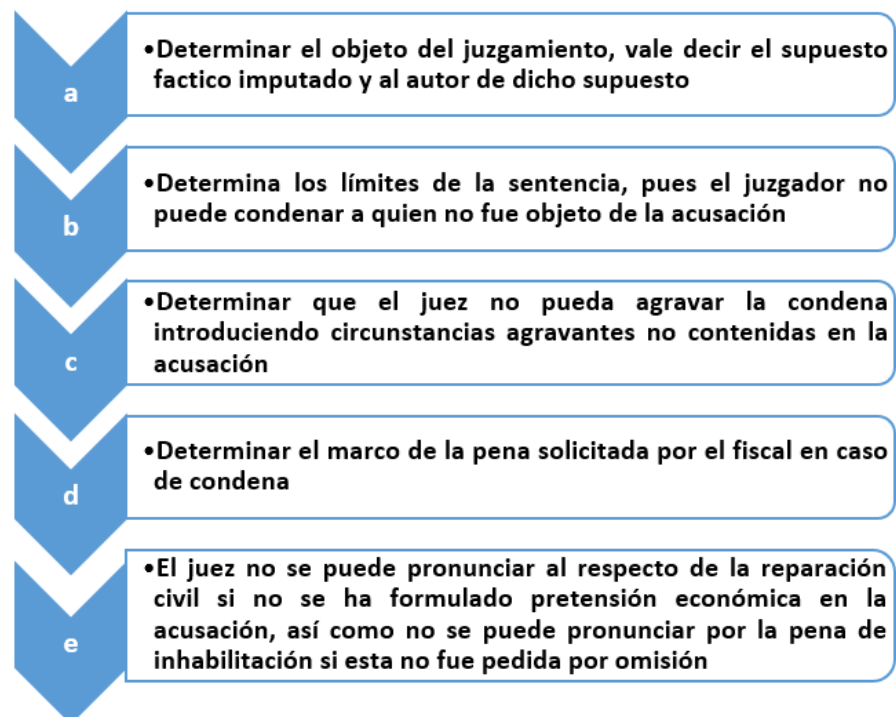 a
•Determinar el objeto del juzgamiento, vale decir el supuesto
factico imputado y al autor de dicho supuesto
b
•Determina los límites de la sentencia, pues el juzgador no
puede condenar a quien no fue objeto de la acusación
c
•Determinar que el juez no pueda agravar la condena
introduciendo circunstancias agravantes no contenidas en la
acusación
d
•Determinar el marco de la pena solicitada por el fiscal en caso
de condena
e
•El juez no se puede pronunciar al respecto de la reparación
civil si no se ha formulado pretensión económica en la
acusación, así como no se puede pronunciar por la pena de
inhabilitación si esta no fue pedida por omisión